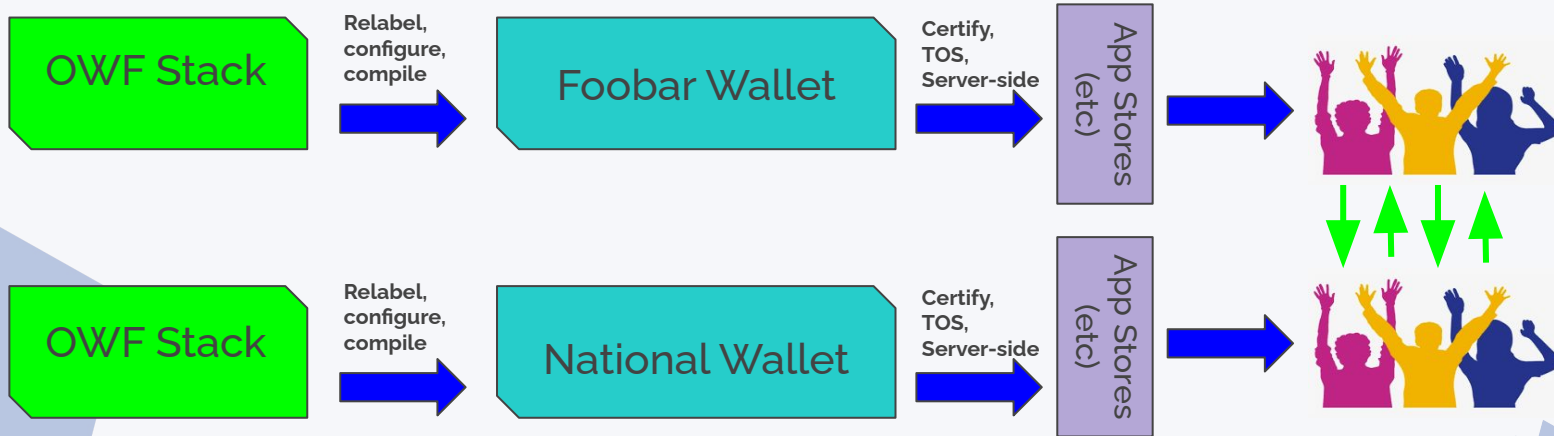 OWF Stack
Relabel,
configure,
compile
Foobar Wallet
Certify,
TOS,
Server-side
App Stores
(etc)
OWF Stack
Relabel,
configure,
compile
National Wallet
Certify,
TOS,
Server-side
App Stores
(etc)